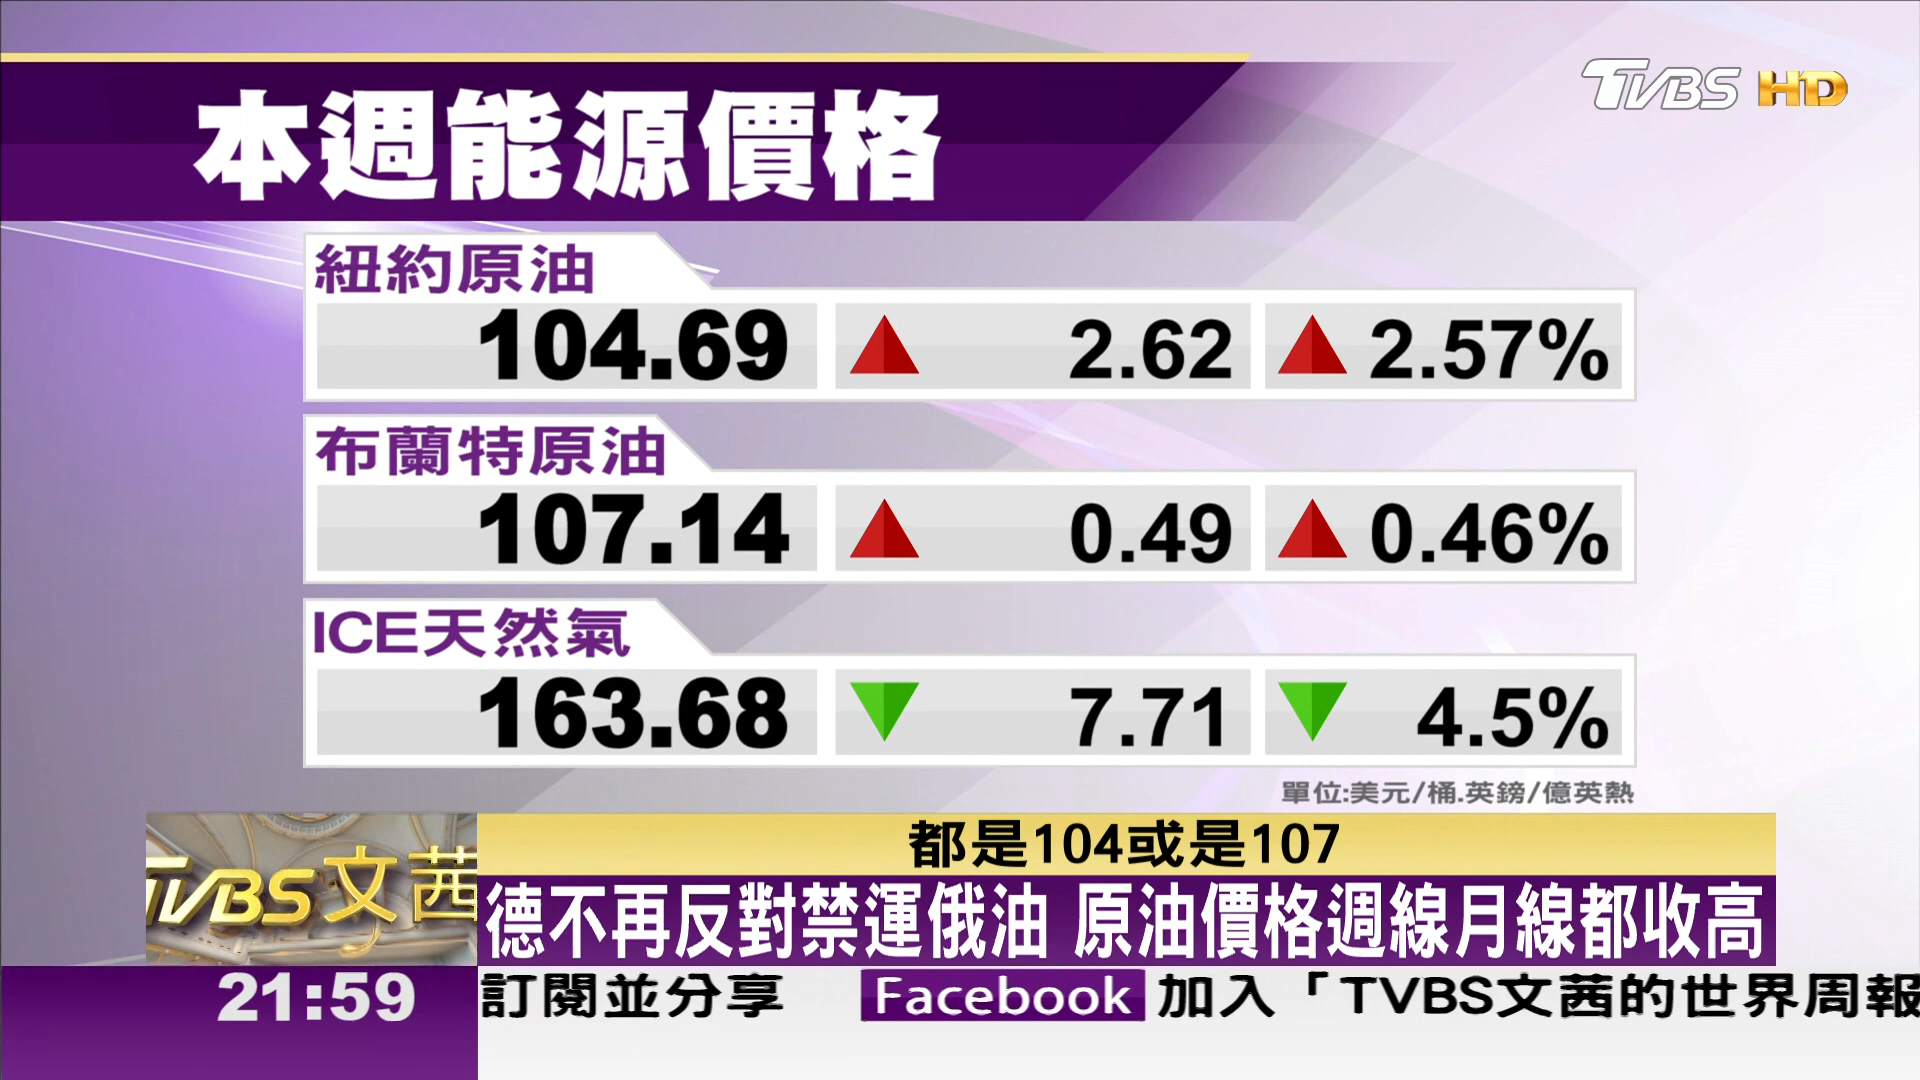 本週能源價格
TVBS HD
紐約原油
104.69 ▲ 2.62 ▲ 2.57%
布蘭特原油
107.14 ▲ 0.49 ▲ 0.46%
ICE天然氣
163.68 ▼ 7.71 ▼ 4.5%
單位:美元/桶.英鎊/億英熱
都是104或是107
TVBS文茜
德不再反對禁運俄油 原油價格週線月線都收高
21:59
訂閱並分享 Facebook 加入「TVBS文茜的世界周報